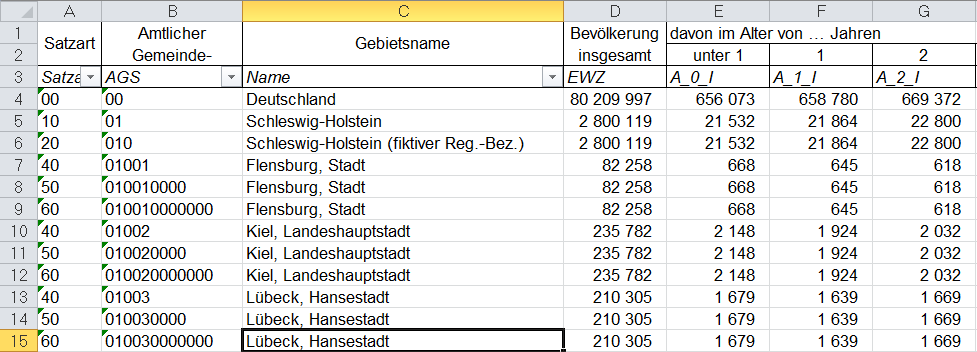 A B C D E F G
1 Satzart Amtlicher Gemeinde- Gebietsname Bevölkerung davon im Alter von … Jahren
2 insgesamt unter 1 1 2
3 Satza AGS Name EWZ A_0_I A_1_I A_2_I
4 00 00 Deutschland 80 209 997 656 073 658 780 669 372
5 10 01 Schleswig-Holstein 2 800 119 21 532 21 864 22 800
6 20 010 Schleswig-Holstein (fiktiver Reg.-Bez.) 2 800 119 21 532 21 864 22 800
7 40 01001 Flensburg, Stadt 82 258 668 645 618
8 50 010010000 Flensburg, Stadt 82 258 668 645 618
9 60 010010000000 Flensburg, Stadt 82 258 668 645 618
10 40 01002 Kiel, Landeshauptstadt 235 782 2 148 1 924 2 032
11 50 010020000 Kiel, Landeshauptstadt 235 782 2 148 1 924 2 032
12 60 010020000000 Kiel, Landeshauptstadt 235 782 2 148 1 924 2 032
13 40 01003 Lübeck, Hansestadt 210 305 1 679 1 639 1 669
14 50 010030000 Lübeck, Hansestadt 210 305 1 679 1 639 1 669
15 60 010030000000 Lübeck, Hansestadt 210 305 1 679 1 639 1 669